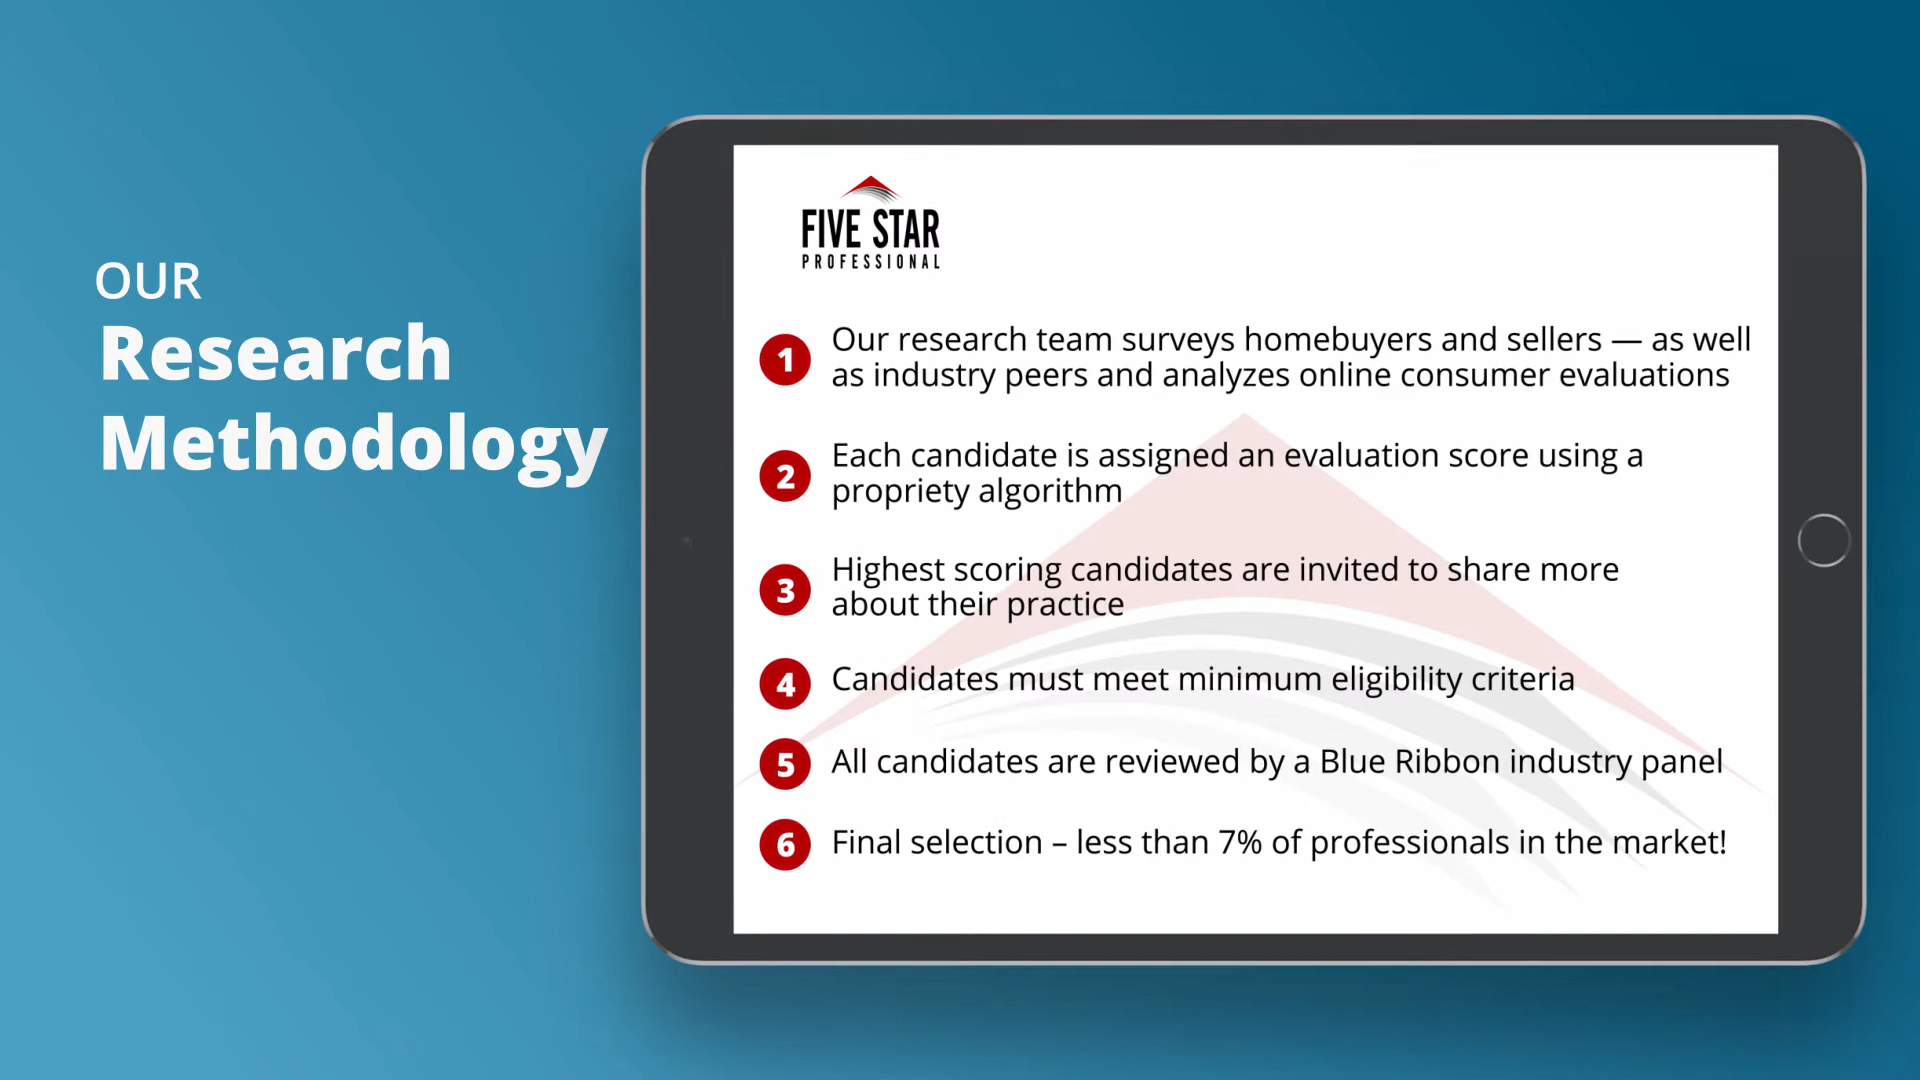 OUR
Research
Methodology
FIVE STAR
PROFESSIONAL
1 Our research team surveys homebuyers and sellers — as well
as industry peers and analyzes online consumer evaluations
2 Each candidate is assigned an evaluation score using a
propriety algorithm
3 Highest scoring candidates are invited to share more
about their practice
4 Candidates must meet minimum eligibility criteria
5 All candidates are reviewed by a Blue Ribbon industry panel
6 Final selection – less than 7% of professionals in the market!